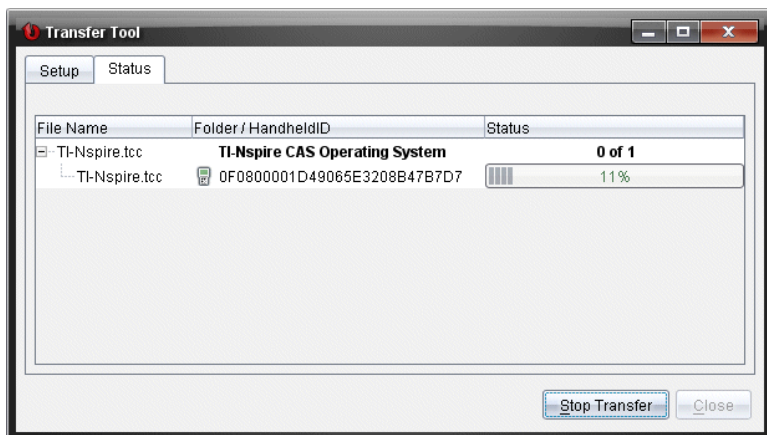 Transfer Tool
Setup Status
File Name Folder / HandheldID Status
TI-Nspire.tcc TI-Nspire CAS Operating System 0 of 1
TI-Nspire.tcc 0F0800001D49065E3208B47B7D7 11%
Stop Transfer Close